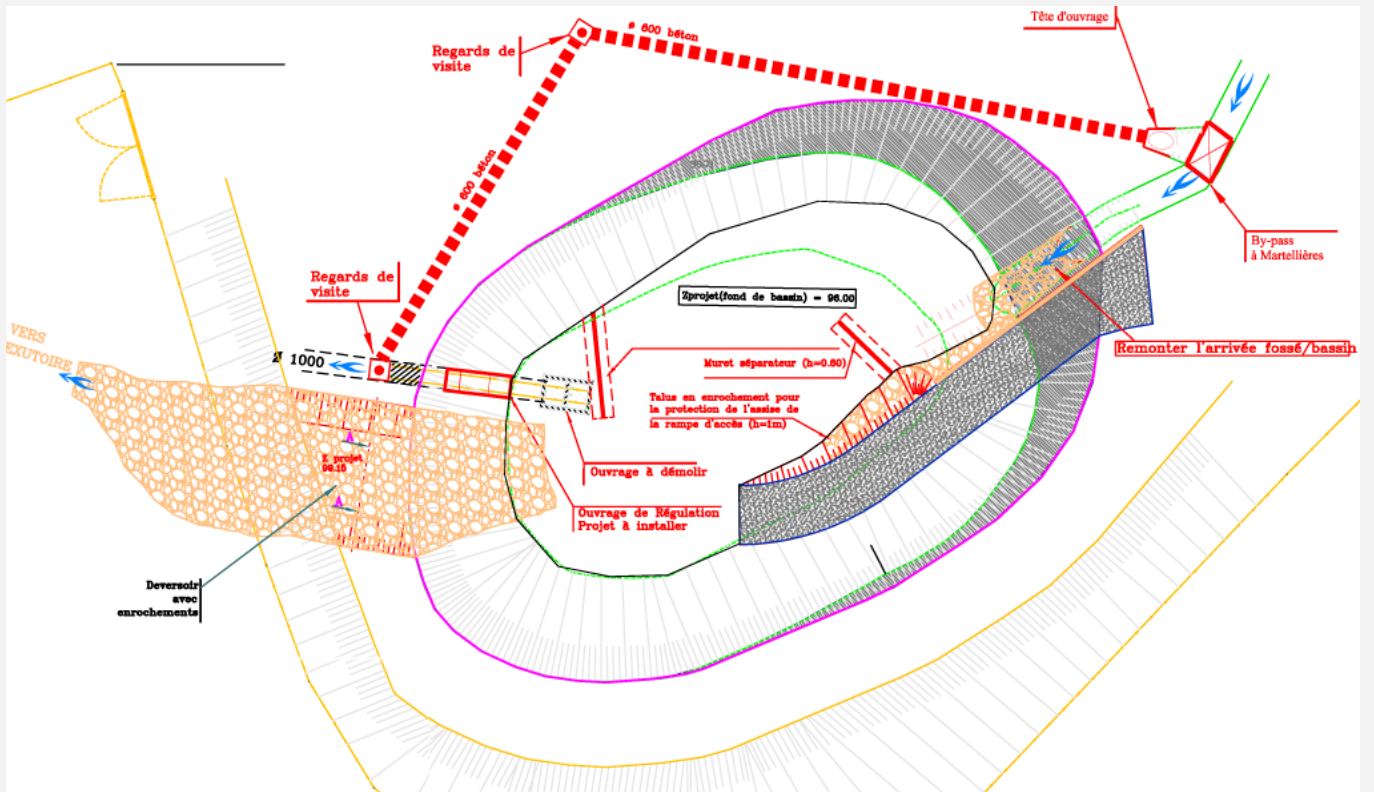 Tête d'ouvrage
ø 600 béton
Regards de
visite
ø 600 béton
By-pass
à Martellières
Regards de
visite
Zprojet(fond de bassin) = 96.00
VERS
EXUTOIRE
1000
Remonter l'arrivée fossé/bassin
Muret séparateur (h=0.60)
Talus en enrochement pour
la protection de l'assise de
la rampe d'accès (h=1m)
A
Z projet
99.15
Ouvrage à démolir
A
Ouvrage de Régulation
Projet à installer
Deversoir
avec
enrochements